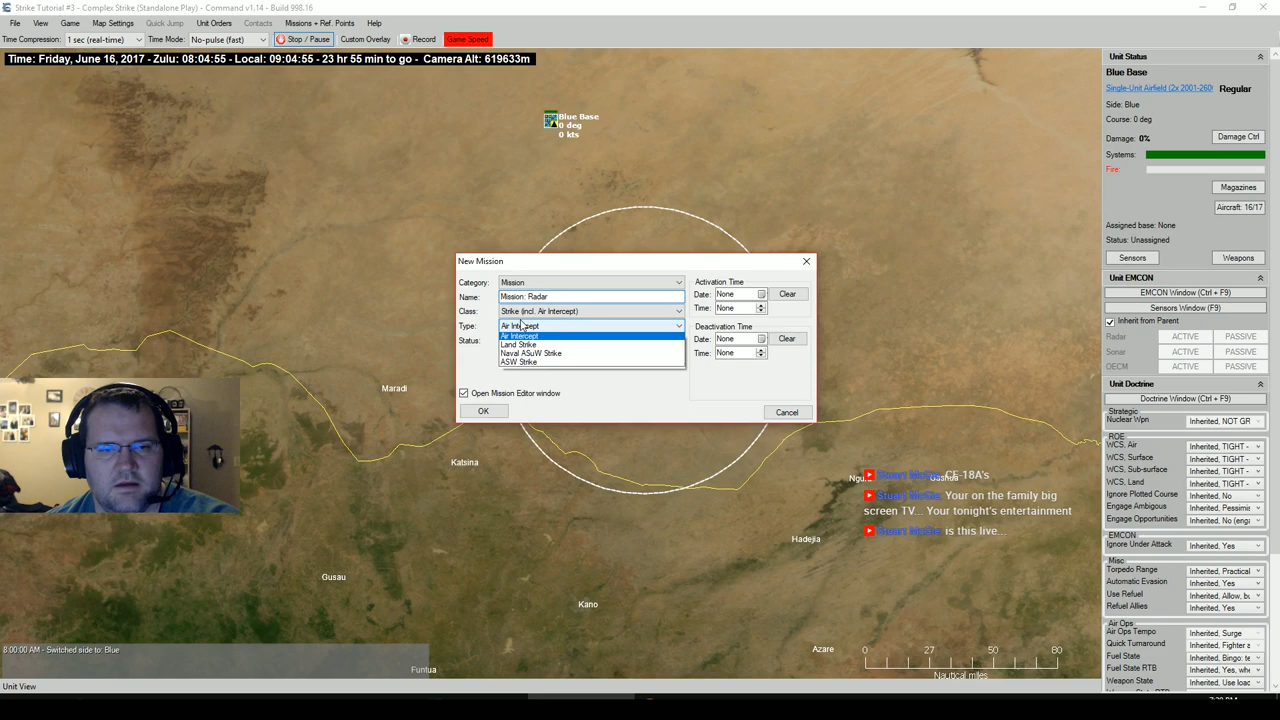 Strike Tutorial #3 - Complex Strike (Standalone Play) - Command v1.14 - Build 998.16
File View Game Map Settings Quick Jump Unit Orders Contacts Missions + Ref. Points Help
Time Compression: 1 sec (real-time) Time Mode: No-pulse (fast) Stop / Pause Custom Overlay Record Game Speed
Time: Friday, June 16, 2017 - Zulu: 08:04:55 - Local: 09:04:55 - 23 hr 55 min to go - Camera Alt: 619633m
Blue Base
0 deg
0 kts
New Mission
Category: Mission
Name: Mission: Radar
Class: Strike (incl. Air Intercept)
Type: Air Intercept
Air Intercept
Status: Land Strike
Naval ASuW Strike
ASW Strike
Open Mission Editor window
OK
Cancel
Activation Time
Date: None Clear
Time: None
Deactivation Time
Date: None Clear
Time: None
Maradi
Katsina
Gusau
Kano
Hadjia
Azare
Funtua
CF-18A's
Your on the family big
screen TV... Your tonight's entertainment
is this live...
0 27 50 80
Nautical miles
8:00:00 AM - Switched side to: Blue
Unit View
Unit Status
Blue Base
Single-Unit Airfield (2x 2001-260 Regular
Side: Blue
Course: 0 deg
Damage: 0% Damage Ctrl
Systems:
Fire:
Magazines
Aircraft: 16/17
Assigned base: None
Status: Unassigned
Sensors Weapons
Unit EMCON
EMCON Window (Ctrl + F9)
Sensors Window (F9)
Inherit from Parent
Radar ACTIVE PASSIVE
Sonar ACTIVE PASSIVE
OECM ACTIVE PASSIVE
Unit Doctrine
Doctrine Window (Ctrl + F9)
Strategic
Nuclear Wpn Inherited, NOT GR
ROE
WCS, Air Inherited, TIGHT -
WCS, Surface Inherited, TIGHT -
WCS, Sub-surface Inherited, TIGHT -
WCS, Land Inherited, TIGHT -
Ignore Plotted Course Inherited, No
Engage Ambiguous Inherited, Pessimis
Engage Opportunities Inherited, No (enga
EMCON
Ignore Under Attack Inherited, Yes
Misc
Torpedo Range Inherited, Practical
Automatic Evasion Inherited, Yes
Use Refuel Inherited, Allow, bu
Refuel Allies Inherited, Yes
Air Ops
Air Ops Tempo Inherited, Surge
Quick Turnaround Inherited, Fighter a
Fuel State Inherited, Bingo: te
Fuel State RTB Inherited, Yes, whe
Weapon State Inherited, Use loac